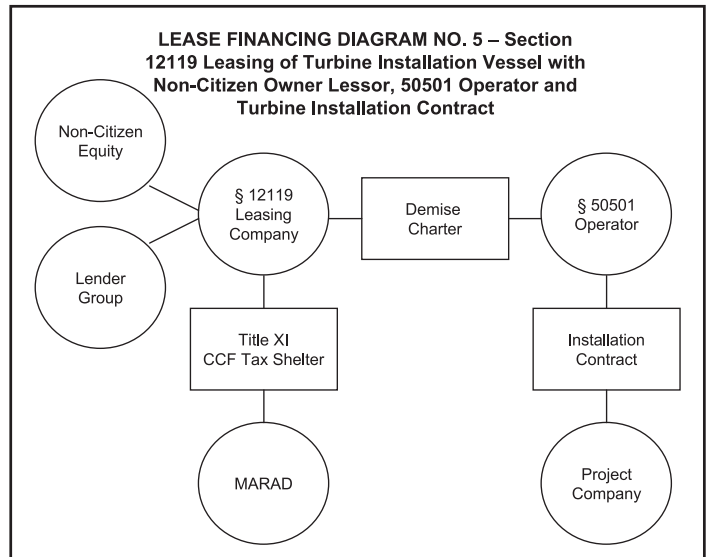 LEASE FINANCING DIAGRAM NO. 5 – Section
12119 Leasing of Turbine Installation Vessel with
Non-Citizen Owner Lessor, 50501 Operator and
Turbine Installation Contract
Non-Citizen
Equity
§ 12119
Leasing
Company
Demise
Charter
§ 50501
Operator
Lender
Group
Title XI
CCF Tax Shelter
Installation
Contract
MARAD
Project
Company